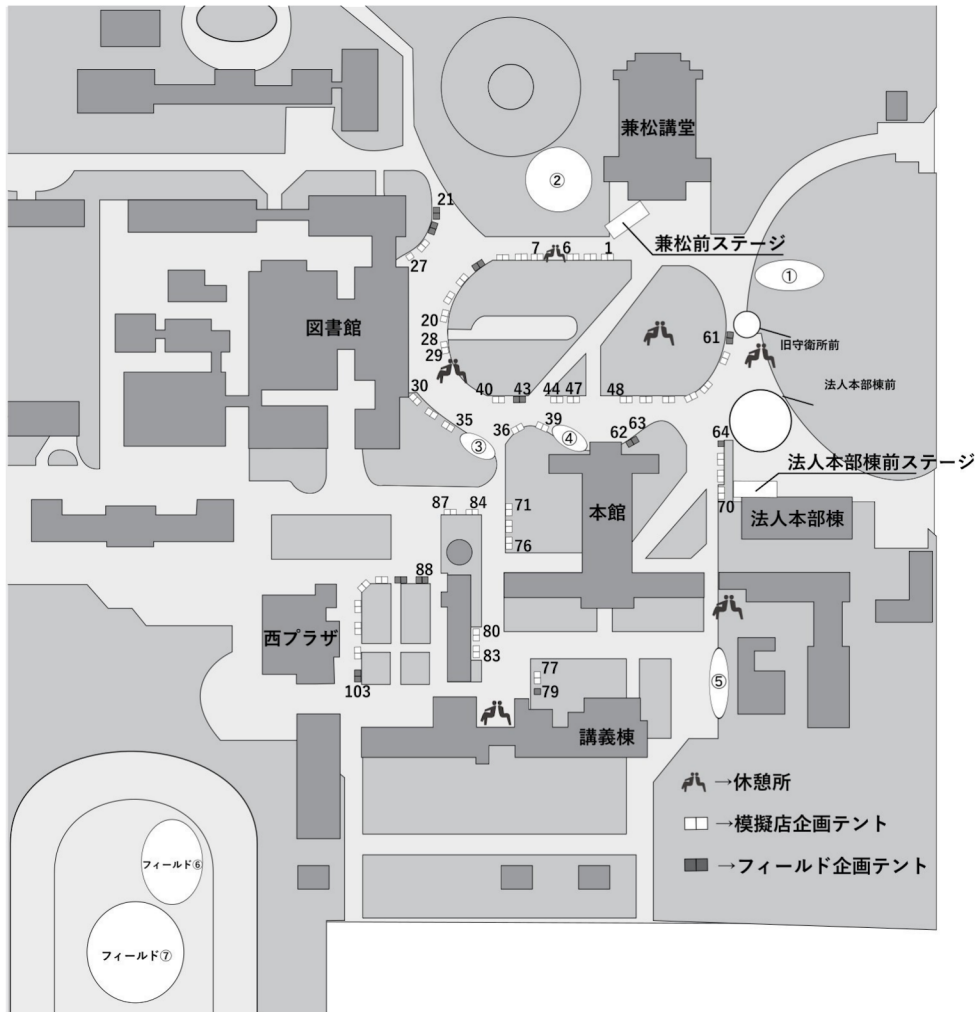 兼松講堂
②
21
兼松前ステージ
7
6
1
27
①
図書館
20
28
29
61
旧守衛所前
法人本部棟前
30
40
43
44
47
48
35
③
36
39
④
62
63
64
法人本部棟前ステージ
87
84
71
本館
70
法人本部棟
76
88
西プラザ
80
83
77
79
⑤
103
講義棟
→休憩所
→模擬店企画テント
→フィールド企画テント
フィールド⑥
フィールド⑦